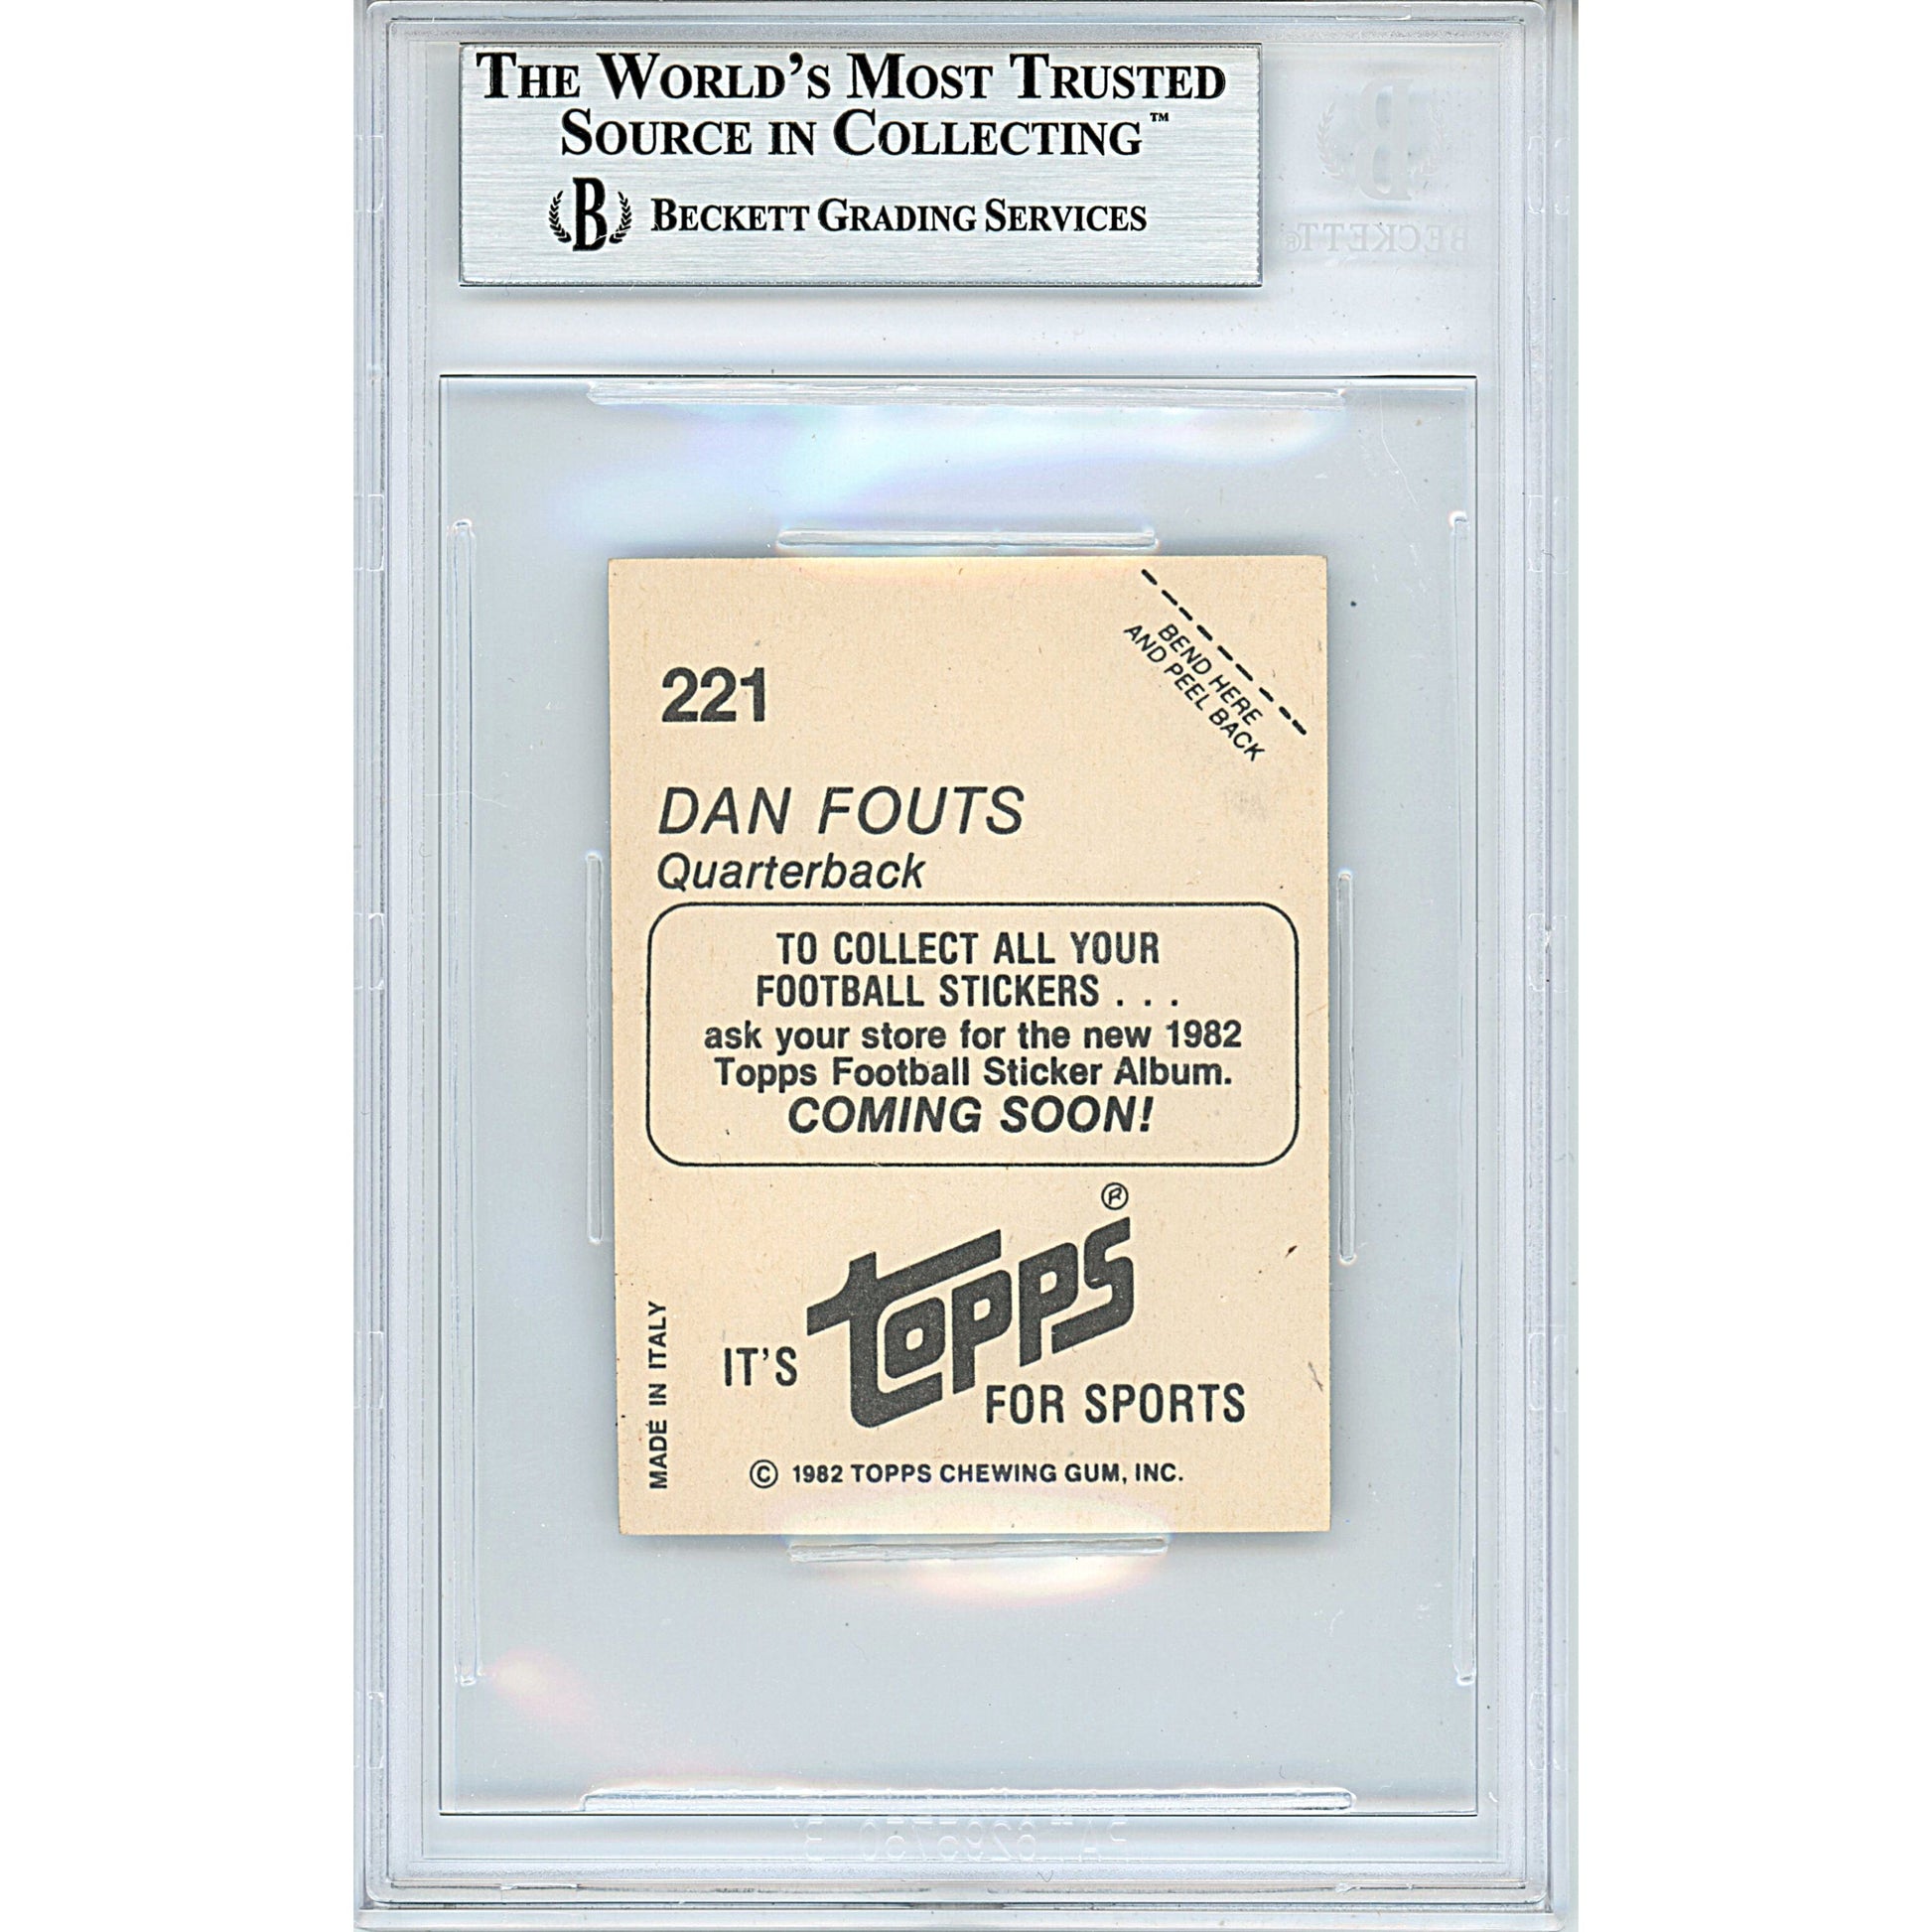 THE WORLD'S MOST TRUSTED
SOURCE IN COLLECTING™
B BECKETT GRADING SERVICES
BECKETT®
221
BEND HERE
AND PEEL BACK
DAN FOUTS
Quarterback
TO COLLECT ALL YOUR
FOOTBALL STICKERS . . .
ask your store for the new 1982
Topps Football Sticker Album.
COMING SOON!
IT'S topps® FOR SPORTS
MADE IN ITALY
© 1982 TOPPS CHEWING GUM, INC.